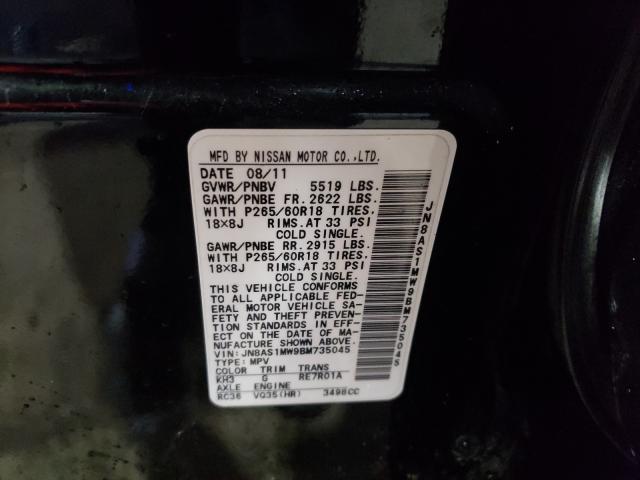 MFD BY NISSAN MOTOR CO.,LTD.
DATE 08/11
GVWR/PNBV 5519 LBS.
GAWR/PNBE FR. 2622 LBS.
WITH P265/60R18 TIRES.
18×8J RIMS. AT 33 PSI
COLD SINGLE.
GAWR/PNBE RR. 2915 LBS.
WITH P265/60R18 TIRES.
18×8J RIMS. AT 33 PSI
COLD SINGLE.
THIS VEHICLE CONFORMS
TO ALL APPLICABLE FED-
ERAL MOTOR VEHICLE SA-
FETY AND THEFT PREVEN-
TION STANDARDS IN EFF-
ECT ON THE DATE OF MA-
NUFACTURE SHOWN ABOVE.
VIN:JN8AS1MW9BM735045
TYPE: MPV
COLOR TRIM TRANS
KH3 G RE7R01A
AXLE ENGINE
RC36 VQ35(HR) 3498CC
JN8AS1MW9BM735045